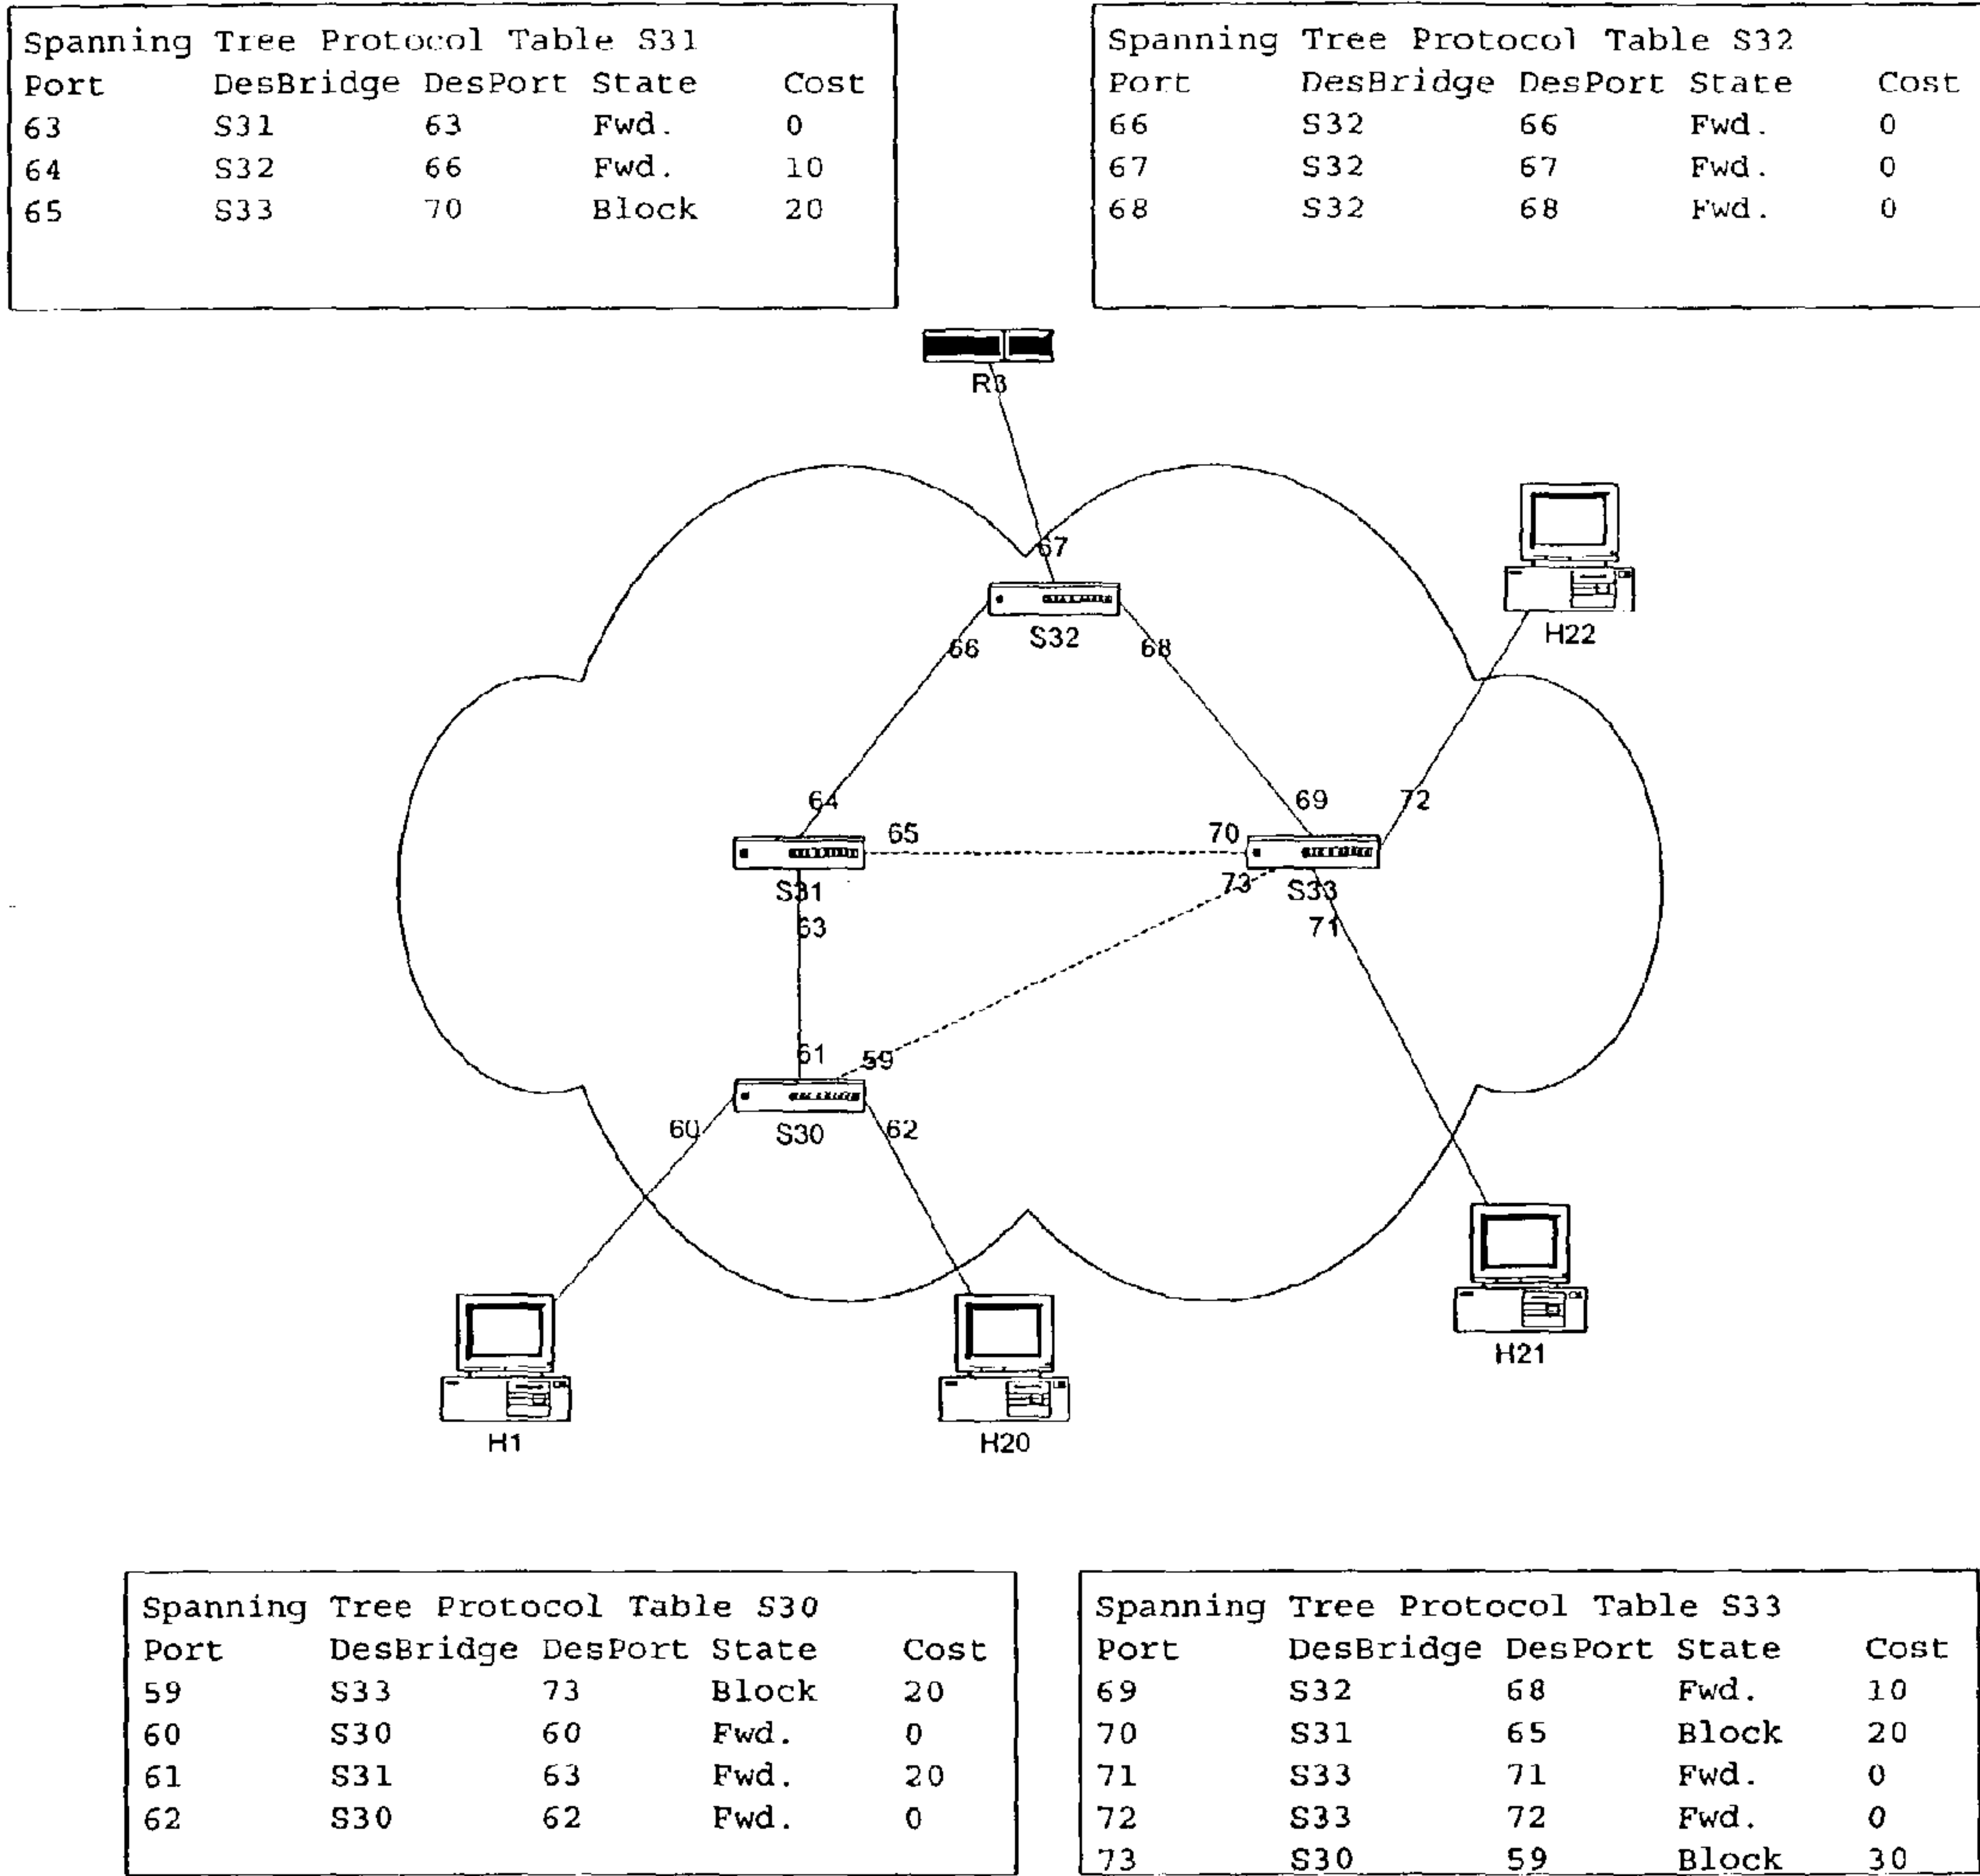 Spanning Tree Protocol Table S31
Port DesBridge DesPort State Cost
63 S31 63 Fwd. 0
64 S32 66 Fwd. 10
65 S33 70 Block 20
Spanning Tree Protocol Table S32
Port DesBridge DesPort State Cost
66 S32 66 Fwd. 0
67 S32 67 Fwd. 0
68 S32 68 Fwd. 0
R3
67
S32
66
68
H22
64
65
69
72
70
S31
73
S33
63
71
61
59
60
S30
62
H21
H1
H20
Spanning Tree Protocol Table S30
Port DesBridge DesPort State Cost
59 S33 73 Block 20
60 S30 60 Fwd. 0
61 S31 63 Fwd. 20
62 S30 62 Fwd. 0
Spanning Tree Protocol Table S33
Port DesBridge DesPort State Cost
69 S32 68 Fwd. 10
70 S31 65 Block 20
71 S33 71 Fwd. 0
72 S33 72 Fwd. 0
73 S30 59 Block 30